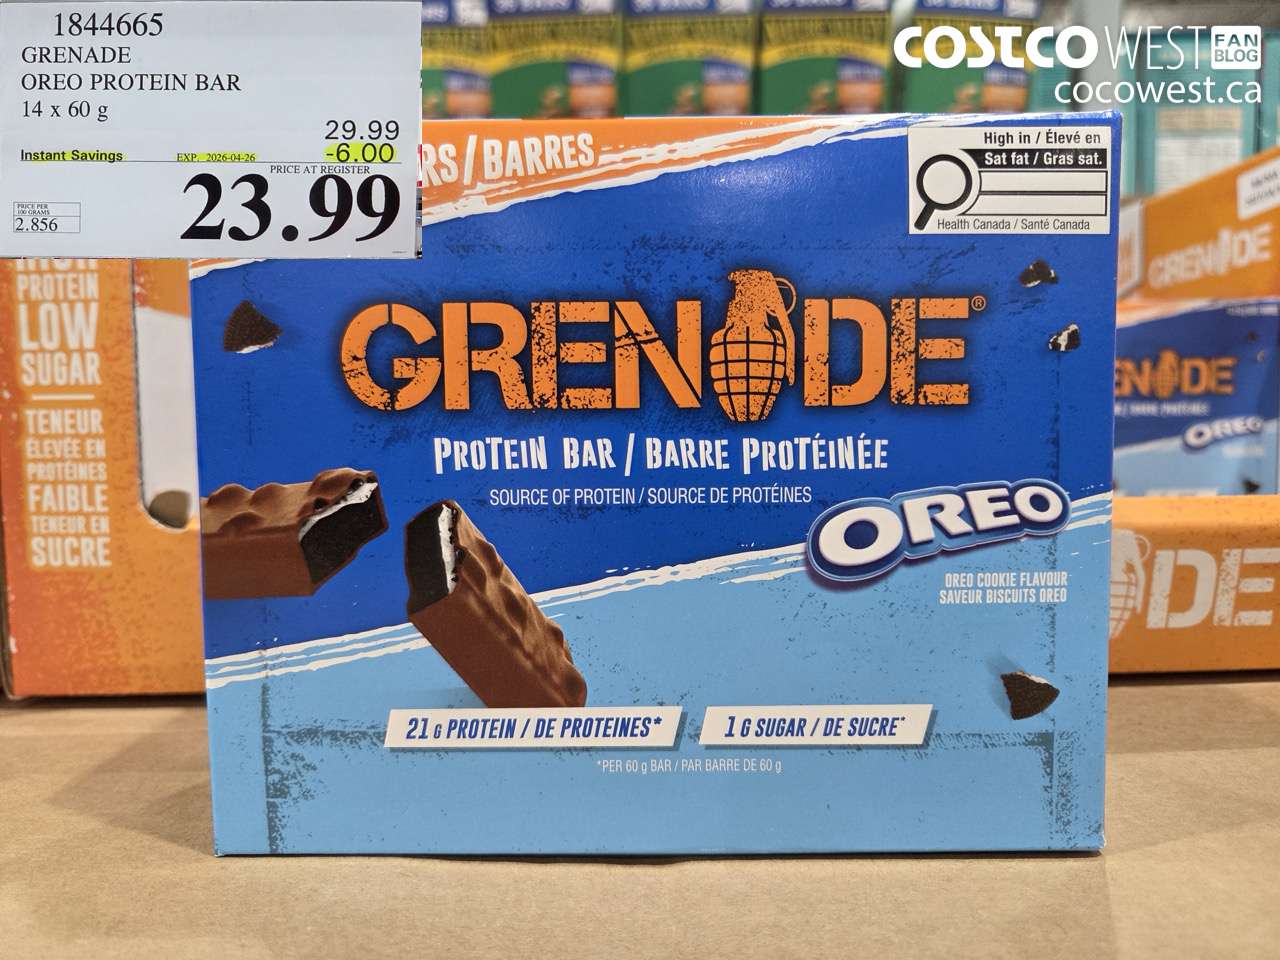 1844665
GRENADE
OREO PROTEIN BAR
14 x 60 g
29.99
Instant Savings EXP. 2026-04-26 -6.00
PRICE AT REGISTER
23.99
PRICE PER
100 GRAMS
2.856
COSTCO WEST FAN BLOG
cocowest.ca
RS / BARRES
High in / Élevé en
Sat fat / Gras sat.
Health Canada / Santé Canada
GRENADE®
PROTEIN BAR / BARRE PROTÉINÉE
SOURCE OF PROTEIN / SOURCE DE PROTÉINES
OREO
OREO COOKIE FLAVOUR
SAVEUR BISCUITS OREO
21 G PROTEIN / DE PROTEINES*
1 G SUGAR / DE SUCRE*
*PER 60 g BAR / PAR BARRE DE 60 g
PROTEIN
LOW
SUGAR
TENEUR
ÉLEVÉE EN
PROTÉINES
FAIBLE
TENEUR EN
SUCRE
GRENADE
ENADE
OREO
ADE